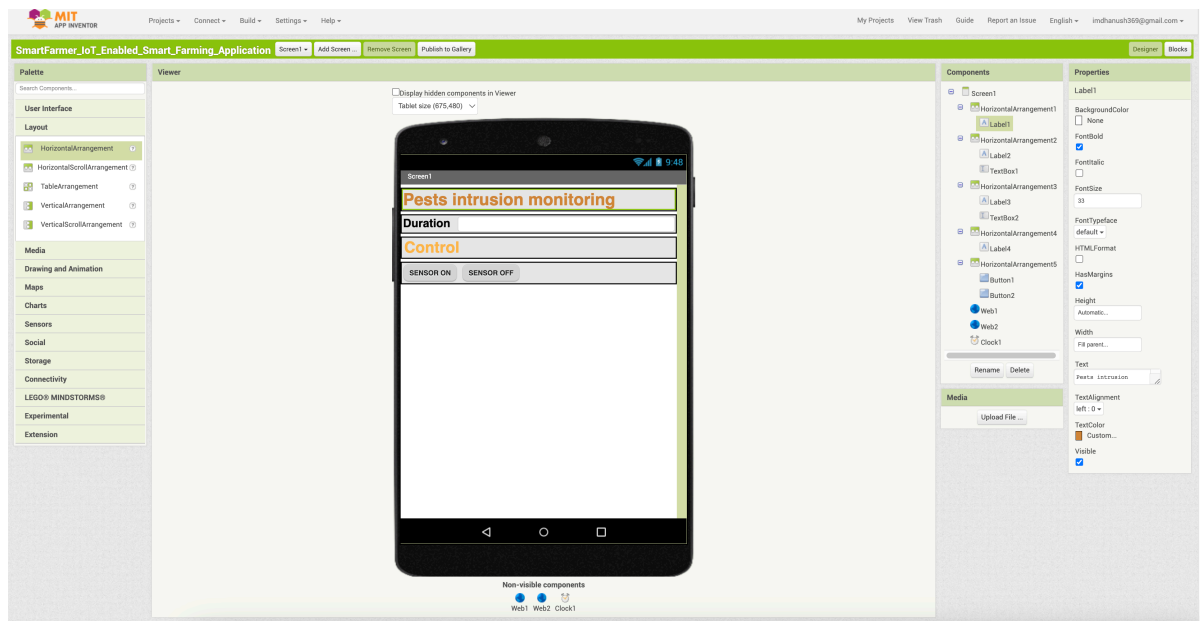 MIT
APP INVENTOR
Projects Connect Build Settings Help
My Projects View Trash Guide Report an Issue English imdhanush369@gmail.com
SmartFarmer_IoT_Enabled_Smart_Farming_Application Screen1 Add Screen ... Remove Screen Publish to Gallery
Designer Blocks
Palette
Search Components...
User Interface
Layout
HorizontalArrangement
HorizontalScrollArrangement
TableArrangement
VerticalArrangement
VerticalScrollArrangement
Media
Drawing and Animation
Maps
Charts
Sensors
Social
Storage
Connectivity
LEGO® MINDSTORMS®
Experimental
Extension
Viewer
Display hidden components in Viewer
Tablet size (675,480)
9:48
Screen1
Pests intrusion monitoring
Duration
Control
SENSOR ON SENSOR OFF
Non-visible components
Web1 Web2 Clock1
Components
Screen1
HorizontalArrangement1
Label1
HorizontalArrangement2
Label2
TextBox1
HorizontalArrangement3
Label3
TextBox2
HorizontalArrangement4
Label4
HorizontalArrangement5
Button1
Button2
Web1
Web2
Clock1
Rename Delete
Media
Upload File ...
Properties
Label1
BackgroundColor
None
FontBold
FontItalic
FontSize
33
FontTypeface
default
HTMLFormat
HasMargins
Height
Automatic...
Width
Fill parent...
Text
Pests intrusion
TextAlignment
left : 0
TextColor
Custom...
Visible